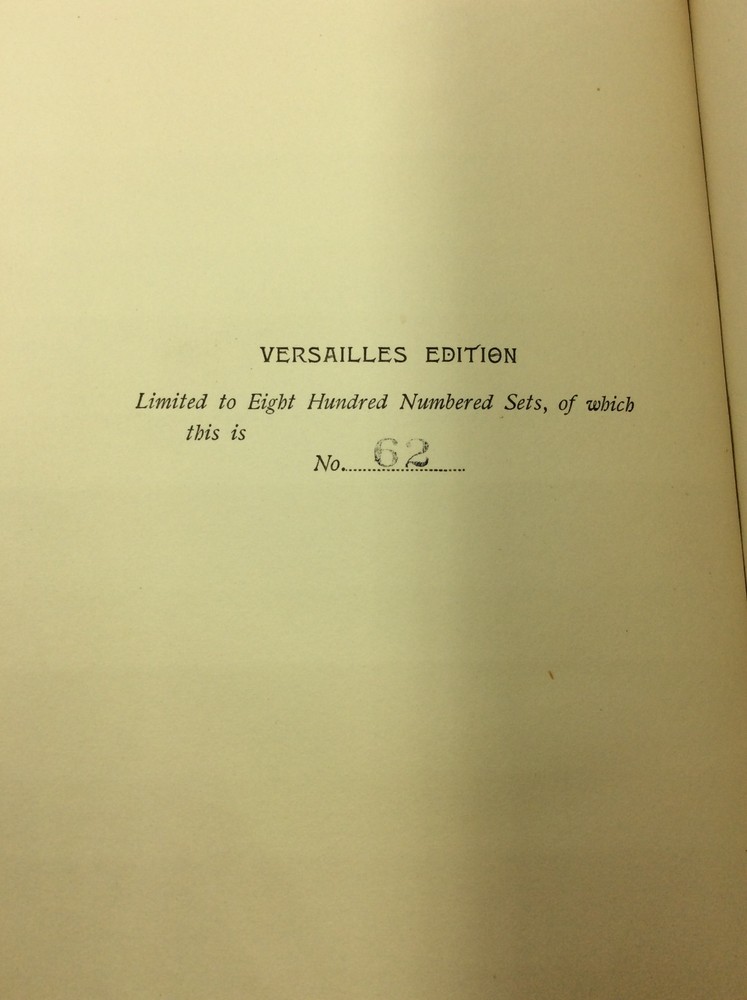 VERSAILLES EDITION
Limited to Eight Hundred Numbered Sets, of which
this is
No. 62